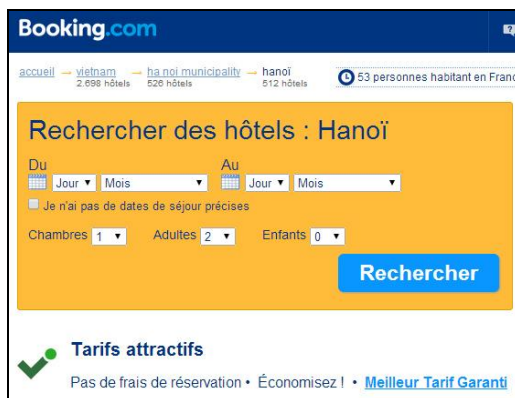 Booking.com
accueil → vietnam → ha noi municipality → hanoï
2.698 hôtels 526 hôtels 512 hôtels
53 personnes habitant en Franc
Rechercher des hôtels : Hanoï
Du Au
Jour Mois Jour Mois
Je n'ai pas de dates de séjour précises
Chambres 1 Adultes 2 Enfants 0
Rechercher
Tarifs attractifs
Pas de frais de réservation • Économisez ! • Meilleur Tarif Garanti